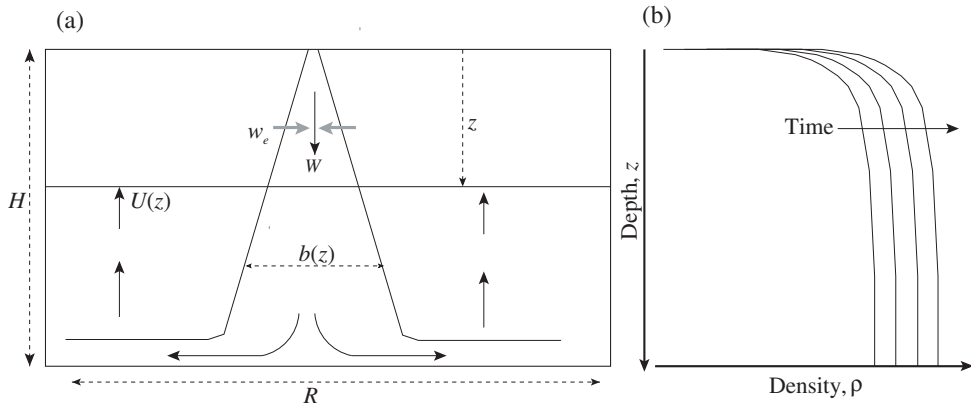 (a)
(b)
w_e
W
z
H
U(z)
b(z)
R
Time
Depth, z
Density, ρ